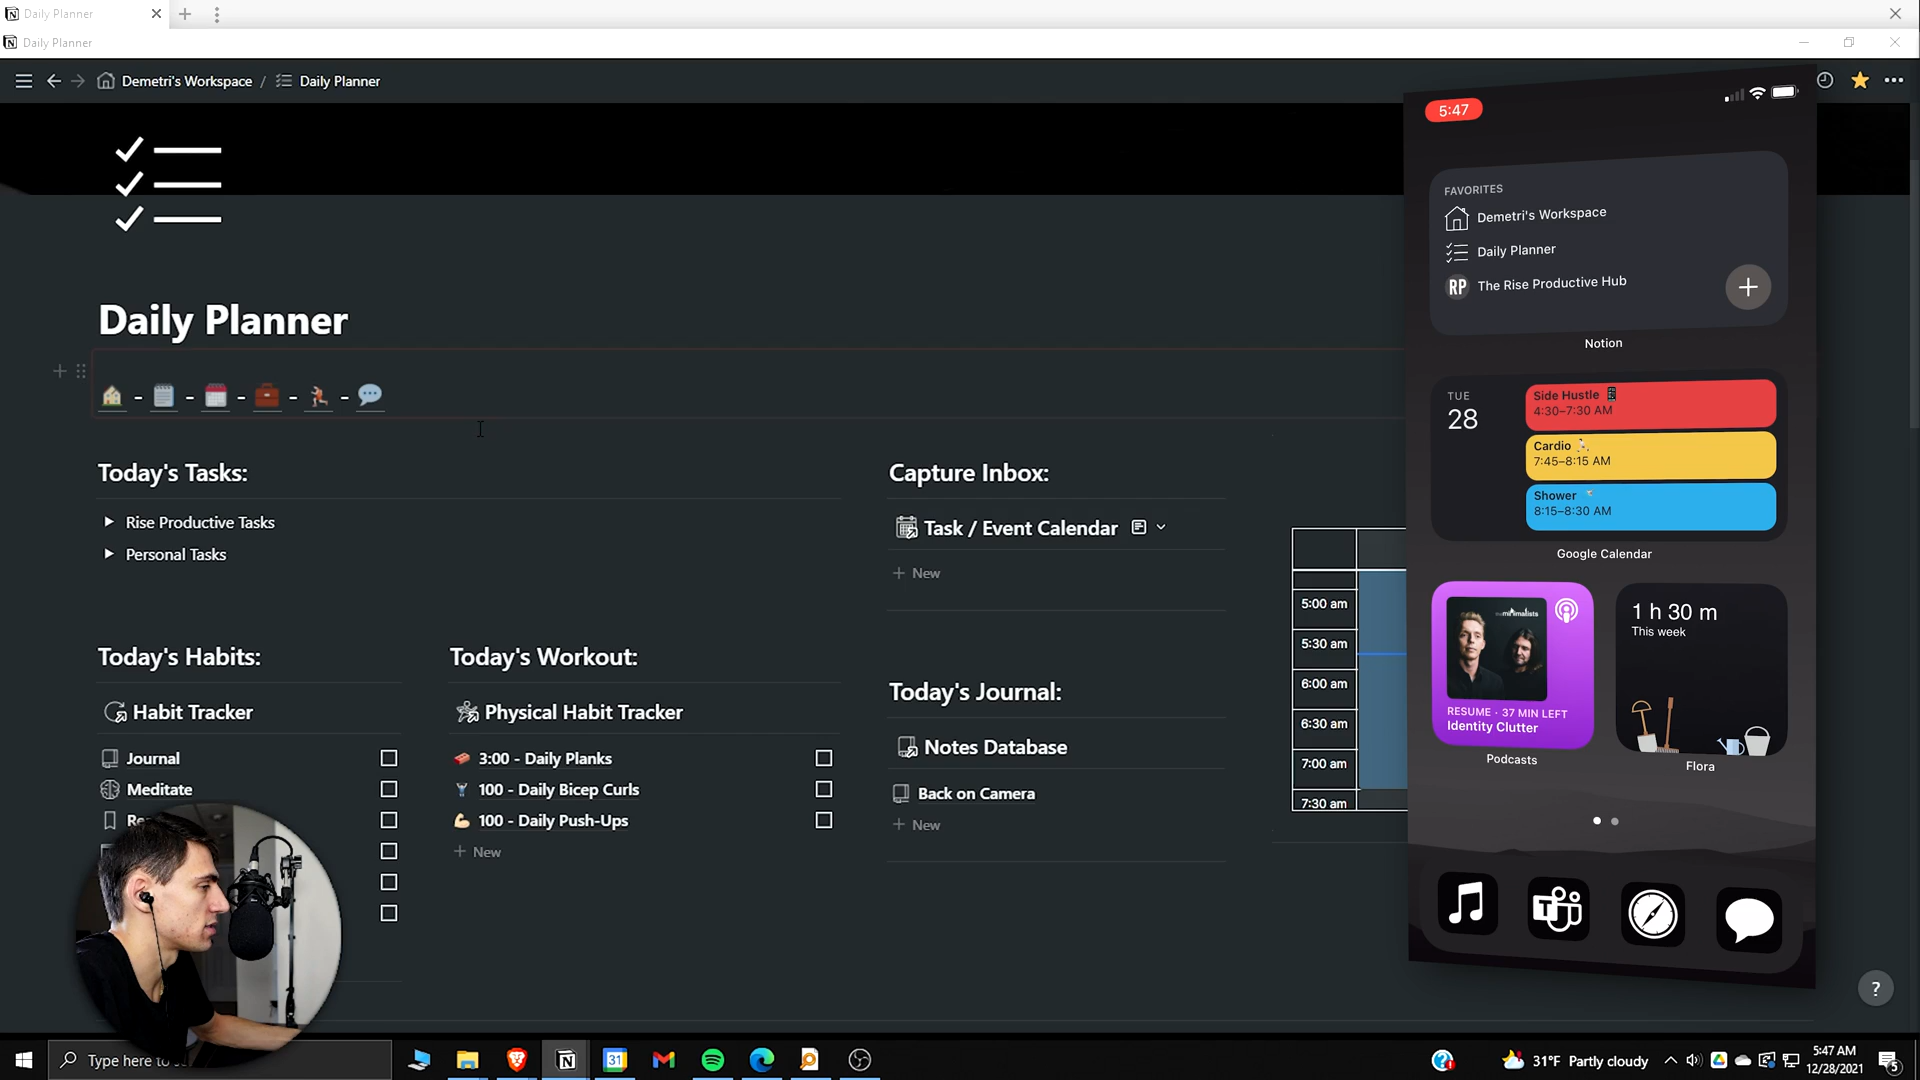 Daily Planner
Daily Planner
Demetri's Workspace / Daily Planner
Daily Planner
- - - - -
Today's Tasks:
Rise Productive Tasks
Personal Tasks
Today's Habits:
Habit Tracker
Journal
Meditate
Re
Today's Workout:
Physical Habit Tracker
3:00 - Daily Planks
100 - Daily Bicep Curls
100 - Daily Push-Ups
+ New
Capture Inbox:
Task / Event Calendar
+ New
Today's Journal:
Notes Database
Back on Camera
+ New
5:00 am
5:30 am
6:00 am
6:30 am
7:00 am
7:30 am
5:47
FAVORITES
Demetri's Workspace
Daily Planner
RP The Rise Productive Hub
Notion
TUE
28
Side Hustle
4:30–7:30 AM
Cardio
7:45–8:15 AM
Shower
8:15–8:30 AM
Google Calendar
the minimalists
RESUME · 37 MIN LEFT
Identity Clutter
Podcasts
1 h 30 m
This week
Flora
?
Type here to
31
31°F Partly cloudy
5:47 AM
12/28/2021
5